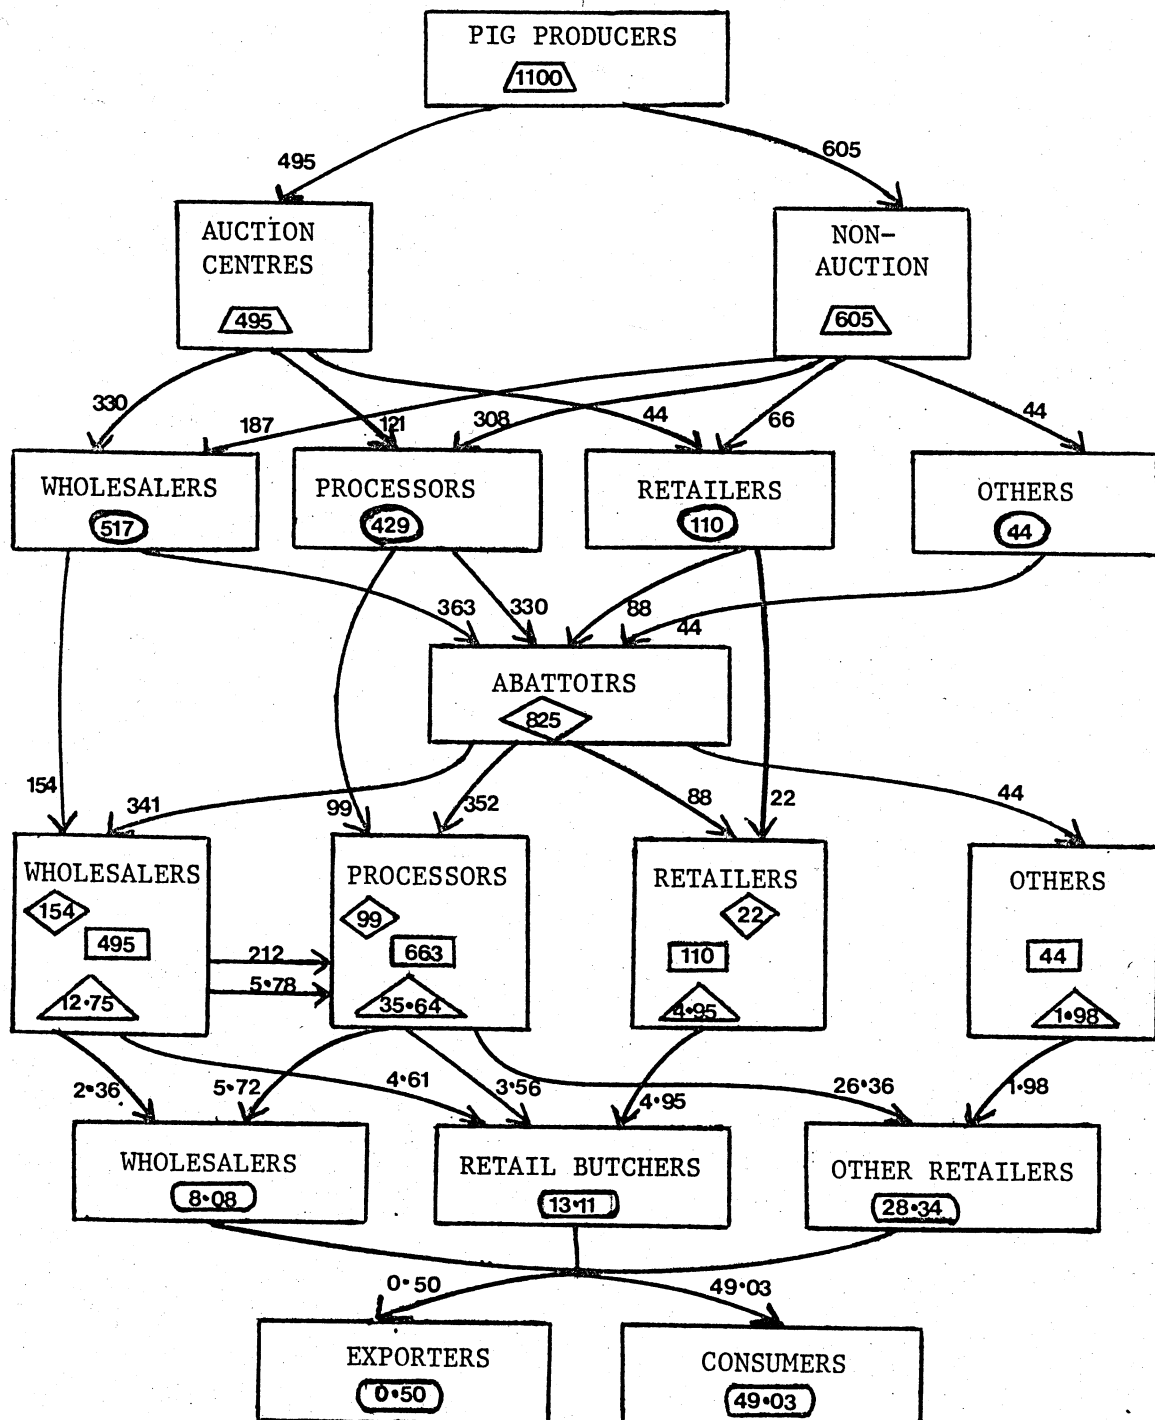 PIG PRODUCERS
1100
495
605
AUCTION
CENTRES
495
NON-
AUCTION
605
330
187
121
308
44
66
44
WHOLESALERS
517
PROCESSORS
429
RETAILERS
110
OTHERS
44
363
330
88
44
ABATTOIRS
825
154
341
99
352
88
22
44
WHOLESALERS
154
495
12·75
212
5·78
PROCESSORS
99
663
35·64
RETAILERS
22
110
4·95
OTHERS
44
1·98
2·36
5·72
4·61
3·56
4·95
26·36
1·98
WHOLESALERS
8·08
RETAIL BUTCHERS
13·11
OTHER RETAILERS
28·34
0·50
49·03
EXPORTERS
0·50
CONSUMERS
49·03